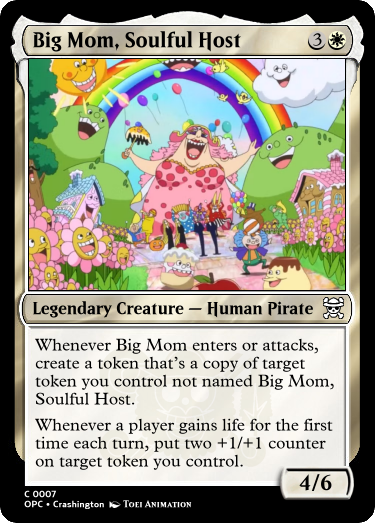 Big Mom, Soulful Host 3
Legendary Creature — Human Pirate
Whenever Big Mom enters or attacks,
create a token that's a copy of target
token you control not named Big Mom,
Soulful Host.
Whenever a player gains life for the first
time each turn, put two +1/+1 counter
on target token you control.
4/6
C 0007
OPC • Crashington TOEI ANIMATION